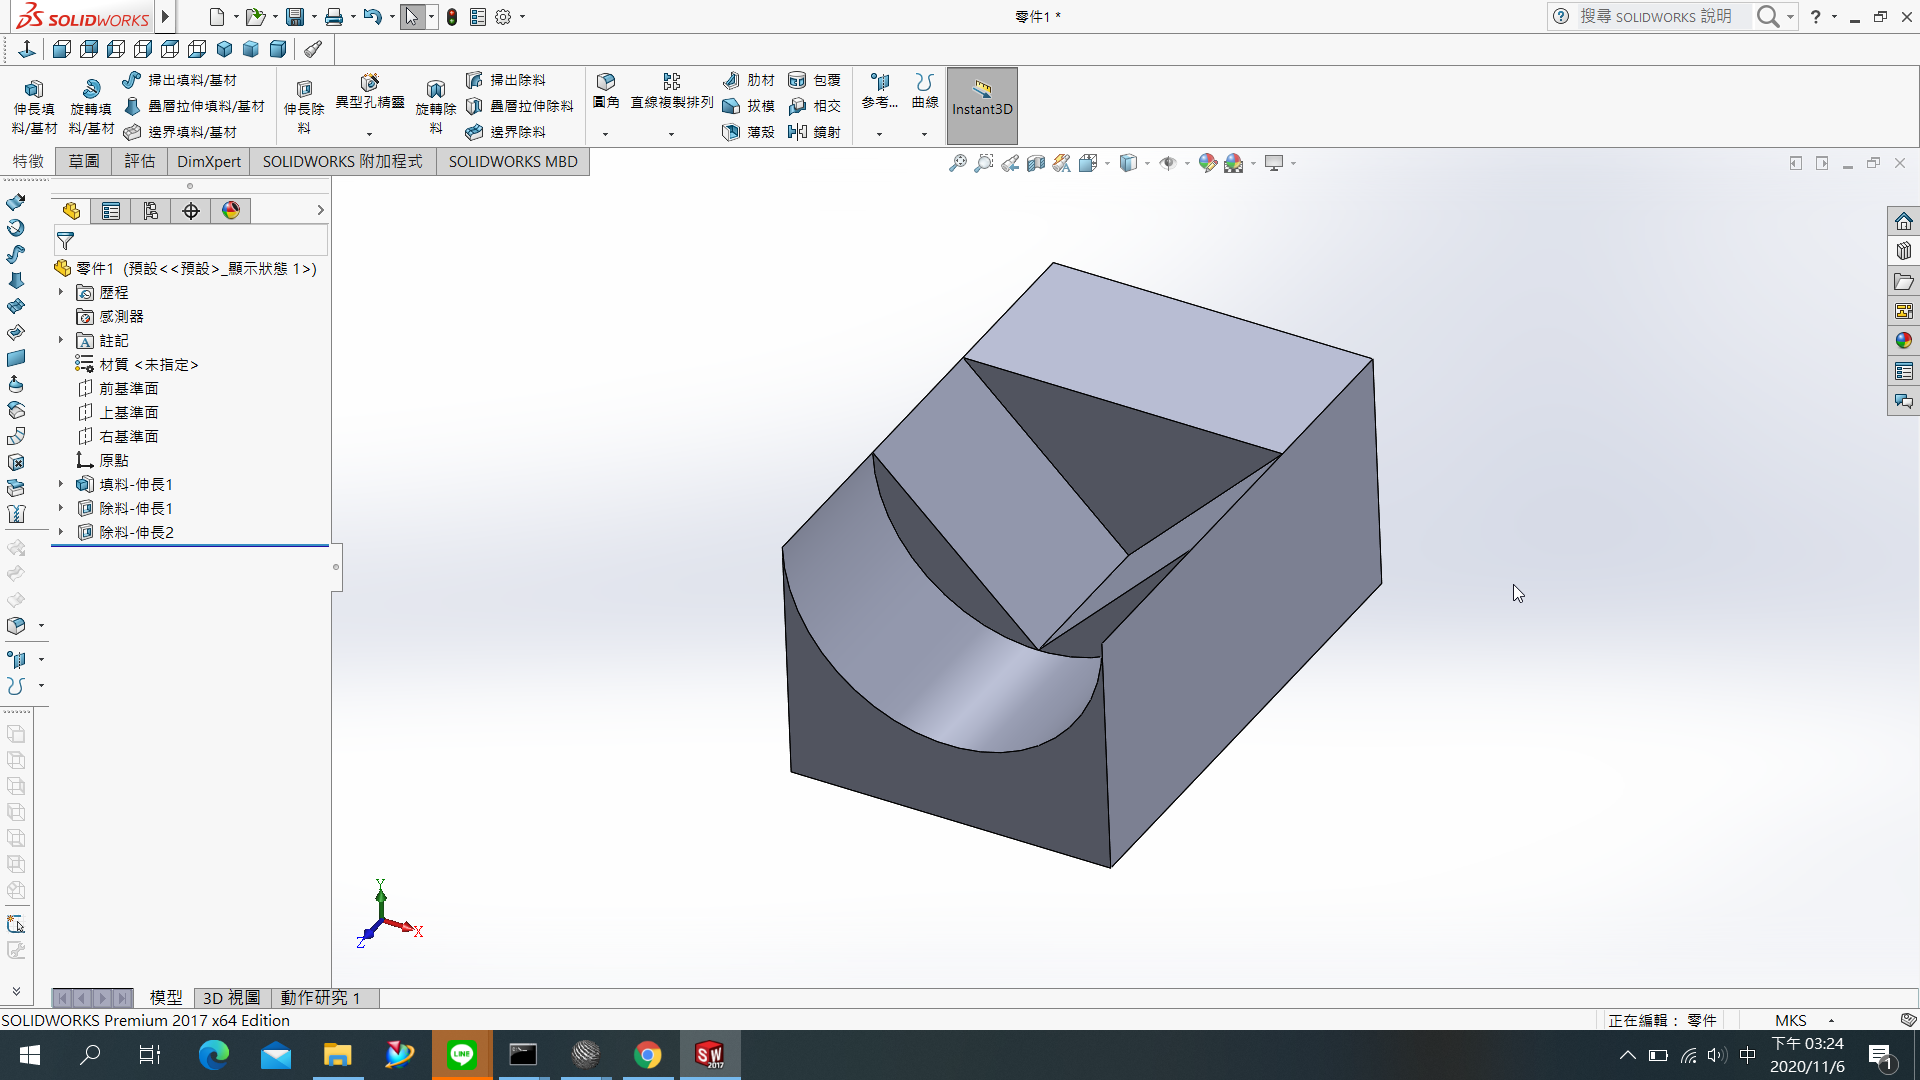 SOLIDWORKS
零件1 *
搜尋 SOLIDWORKS 說明
伸長填料/基材
旋轉填料/基材
掃出填料/基材
疊層拉伸填料/基材
邊界填料/基材
伸長除料
異型孔精靈
旋轉除料
掃出除料
疊層拉伸除料
邊界除料
圓角
直線複製排列
肋材
拔模
薄殼
包覆
相交
鏡射
參考...
曲線
Instant3D
特徵
草圖
評估
DimXpert
SOLIDWORKS 附加程式
SOLIDWORKS MBD
零件1 (預設<<預設>_顯示狀態 1>)
歷程
感測器
註記
材質 <未指定>
前基準面
上基準面
右基準面
原點
填料-伸長1
除料-伸長1
除料-伸長2
Y
X
Z
模型
3D 視圖
動作研究 1
SOLIDWORKS Premium 2017 x64 Edition
正在編輯： 零件
MKS
LINE
SW
2017
中
下午 03:24
2020/11/6
1